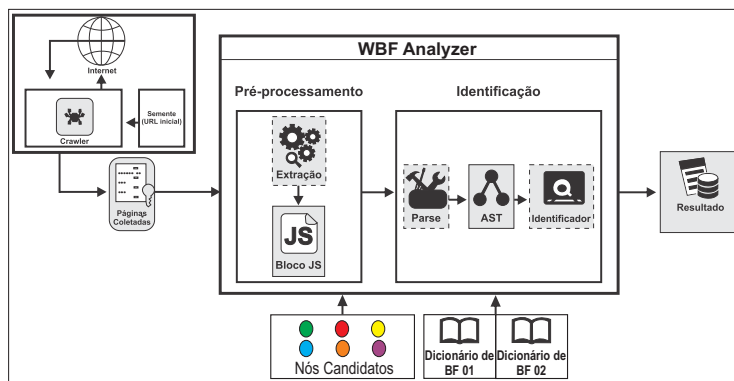 WBF Analyzer
Internet
Crawler
Semente
(URL inicial)
Páginas
Coletadas
Pré-processamento
Extração
JS
Bloco JS
Identificação
Parse
AST
Identificador
Resultado
Nós Candidatos
Dicionário de
BF 01
Dicionário de
BF 02